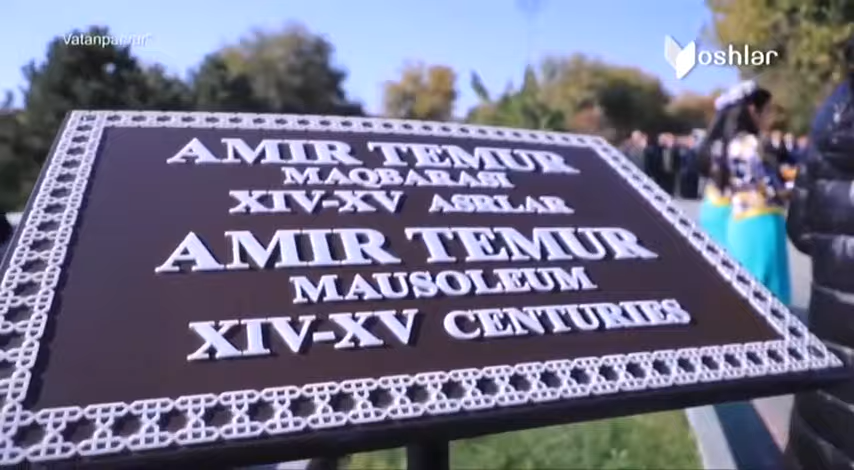 Vatanparvar
yoshlar
AMIR TEMUR
MAQBARASI
XIV-XV ASRLAR
AMIR TEMUR
MAUSOLEUM
XIV-XV CENTURIES